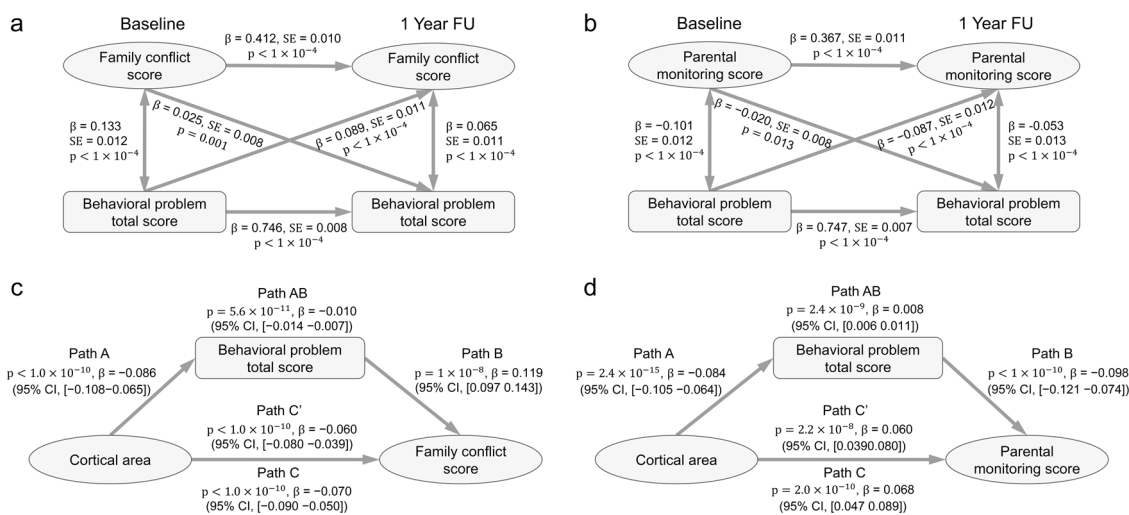 a
Baseline
1 Year FU
Family conflict
score
β = 0.412, SE = 0.010
p < 1 × 10⁻⁴
Family conflict
score
β = 0.133
SE = 0.012
p < 1 × 10⁻⁴
β = 0.025, SE = 0.008
p = 0.001
β = 0.089, SE = 0.011
p < 1 × 10⁻⁴
β = 0.065
SE = 0.011
p < 1 × 10⁻⁴
Behavioral problem
total score
β = 0.746, SE = 0.008
p < 1 × 10⁻⁴
Behavioral problem
total score
b
Baseline
1 Year FU
Parental
monitoring score
β = 0.367, SE = 0.011
p < 1 × 10⁻⁴
Parental
monitoring score
β = −0.101
SE = 0.012
p < 1 × 10⁻⁴
β = −0.020, SE = 0.008
p = 0.013
β = −0.087, SE = 0.012
p < 1 × 10⁻⁴
β = -0.053
SE = 0.013
p < 1 × 10⁻⁴
Behavioral problem
total score
β = 0.747, SE = 0.007
p < 1 × 10⁻⁴
Behavioral problem
total score
c
Path AB
p = 5.6 × 10⁻¹¹, β = −0.010
(95% CI, [−0.014 −0.007])
Path A
p < 1.0 × 10⁻¹⁰, β = −0.086
(95% CI, [-0.108−0.065])
Behavioral problem
total score
Path B
p = 1 × 10⁻⁸, β = 0.119
(95% CI, [0.097 0.143])
Path C'
p < 1.0 × 10⁻¹⁰, β = −0.060
(95% CI, [-0.080 −0.039])
Cortical area
Family conflict
score
Path C
p < 1.0 × 10⁻¹⁰, β = −0.070
(95% CI, [-0.090 −0.050])
d
Path AB
p = 2.4 × 10⁻⁹, β = 0.008
(95% CI, [0.006 0.011])
Path A
p = 2.4 × 10⁻¹⁵, β = −0.084
(95% CI, [-0.105 −0.064])
Behavioral problem
total score
Path B
p < 1 × 10⁻¹⁰, β = −0.098
(95% CI, [-0.121 −0.074])
Path C'
p = 2.2 × 10⁻⁸, β = 0.060
(95% CI, [0.0390.080])
Cortical area
Parental
monitoring score
Path C
p = 2.0 × 10⁻¹⁰, β = 0.068
(95% CI, [0.047 0.089])